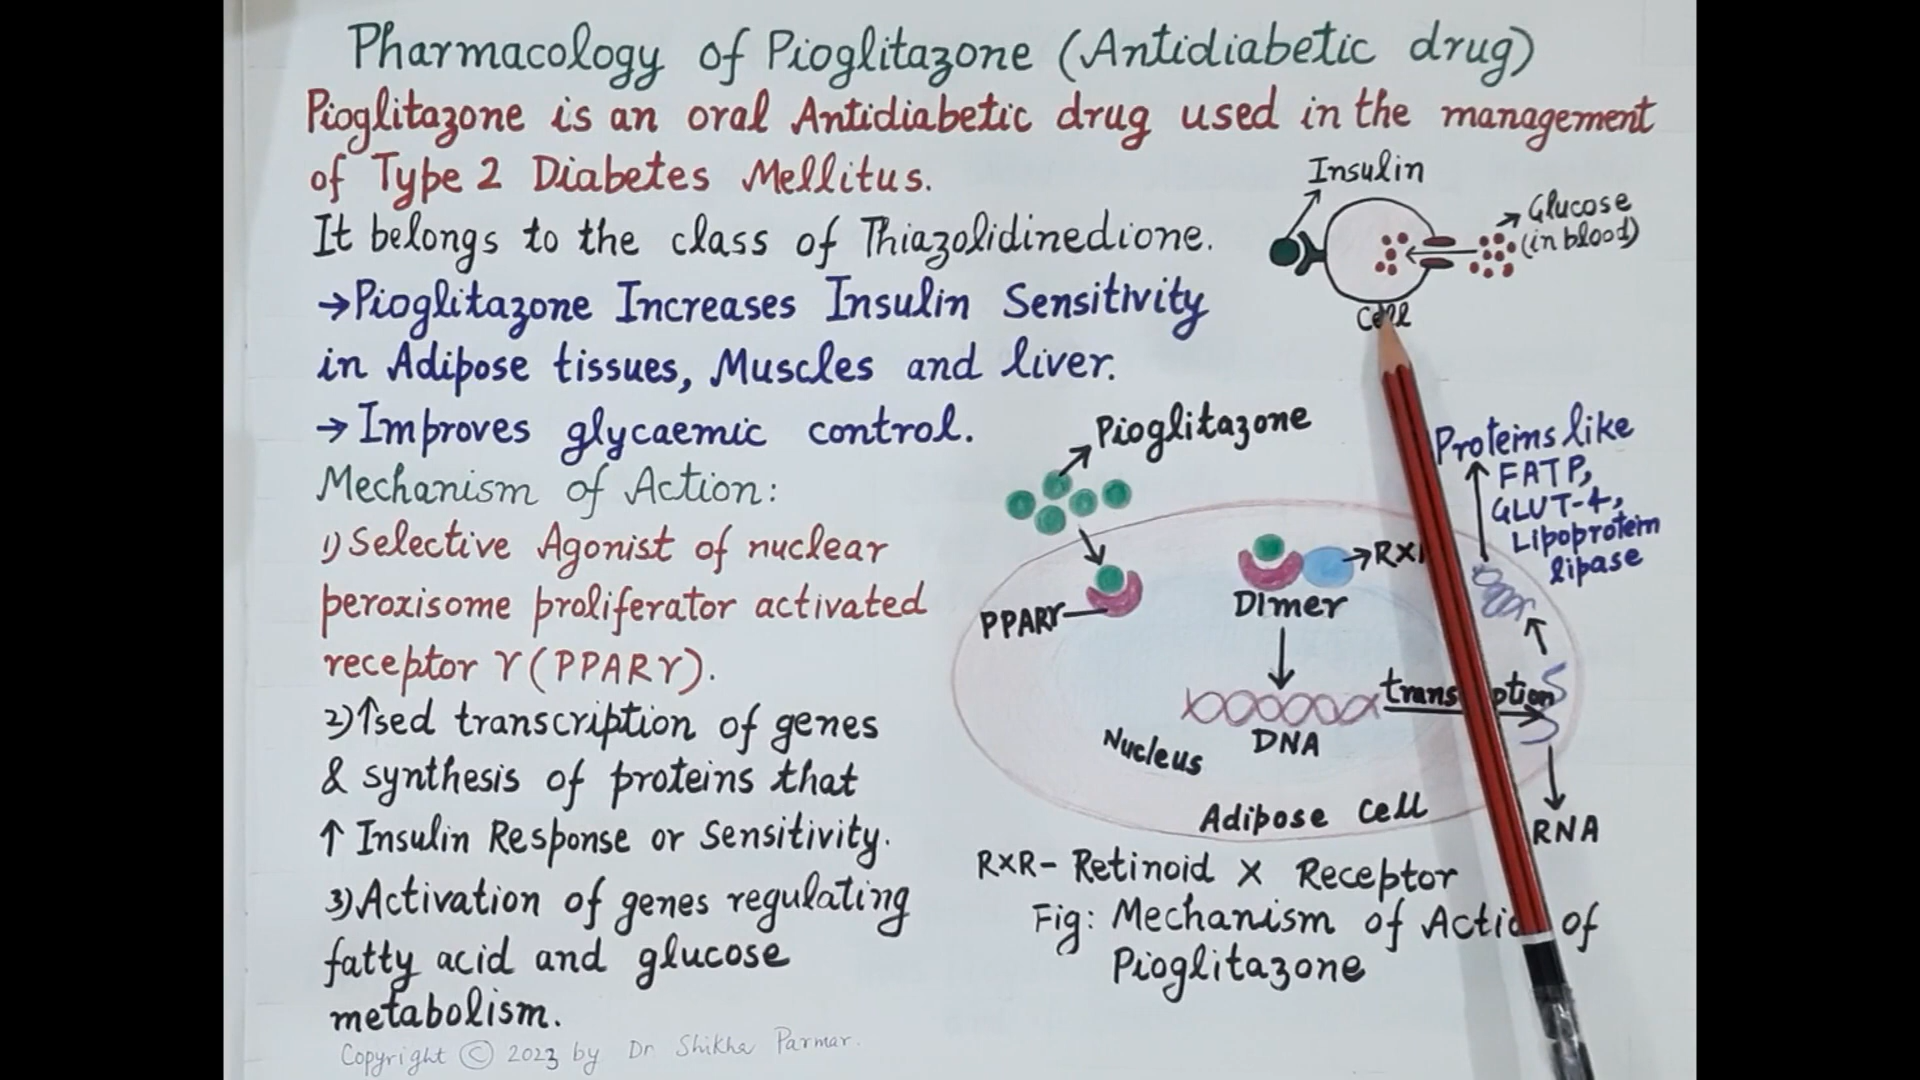 Pharmacology of Pioglitazone (Antidiabetic drug)
Pioglitazone is an oral Antidiabetic drug used in the management
of Type 2 Diabetes Mellitus.
It belongs to the class of Thiazolidinedione.
→Pioglitazone Increases Insulin Sensitivity
in Adipose tissues, Muscles and liver.
→ Improves glycaemic control.
Mechanism of Action:
1) Selective Agonist of nuclear
peroxisome proliferator activated
receptor γ (PPARγ).
2) ↑sed transcription of genes
& synthesis of proteins that
↑ Insulin Response or Sensitivity.
3) Activation of genes regulating
fatty acid and glucose
metabolism.
Copyright © 2023 by Dr Shikha Parmar.
Insulin
Glucose
(in blood)
Cell
Pioglitazone
Proteins like
FATP,
GLUT-4,
Lipoprotein
lipase
PPARγ
Dimer
DNA
Nucleus
Adipose Cell
RNA
RXR- Retinoid X Receptor
Fig: Mechanism of of
Pioglitazone